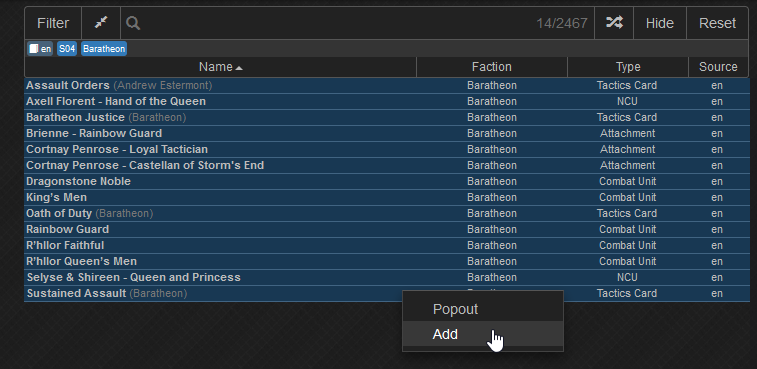 Filter 14/2467 Hide Reset
en S04 Baratheon
Name Faction Type Source
Assault Orders (Andrew Estermont) Baratheon Tactics Card en
Axell Florent - Hand of the Queen Baratheon NCU en
Baratheon Justice (Baratheon) Baratheon Tactics Card en
Brienne - Rainbow Guard Baratheon Attachment en
Cortnay Penrose - Loyal Tactician Baratheon Attachment en
Cortnay Penrose - Castellan of Storm's End Baratheon Attachment en
Dragonstone Noble Baratheon Combat Unit en
King's Men Baratheon Combat Unit en
Oath of Duty (Baratheon) Baratheon Tactics Card en
Rainbow Guard Baratheon Combat Unit en
R'hllor Faithful Baratheon Combat Unit en
R'hllor Queen's Men Baratheon Combat Unit en
Selyse & Shireen - Queen and Princess Baratheon NCU en
Sustained Assault (Baratheon) Tactics Card en
Popout
Add